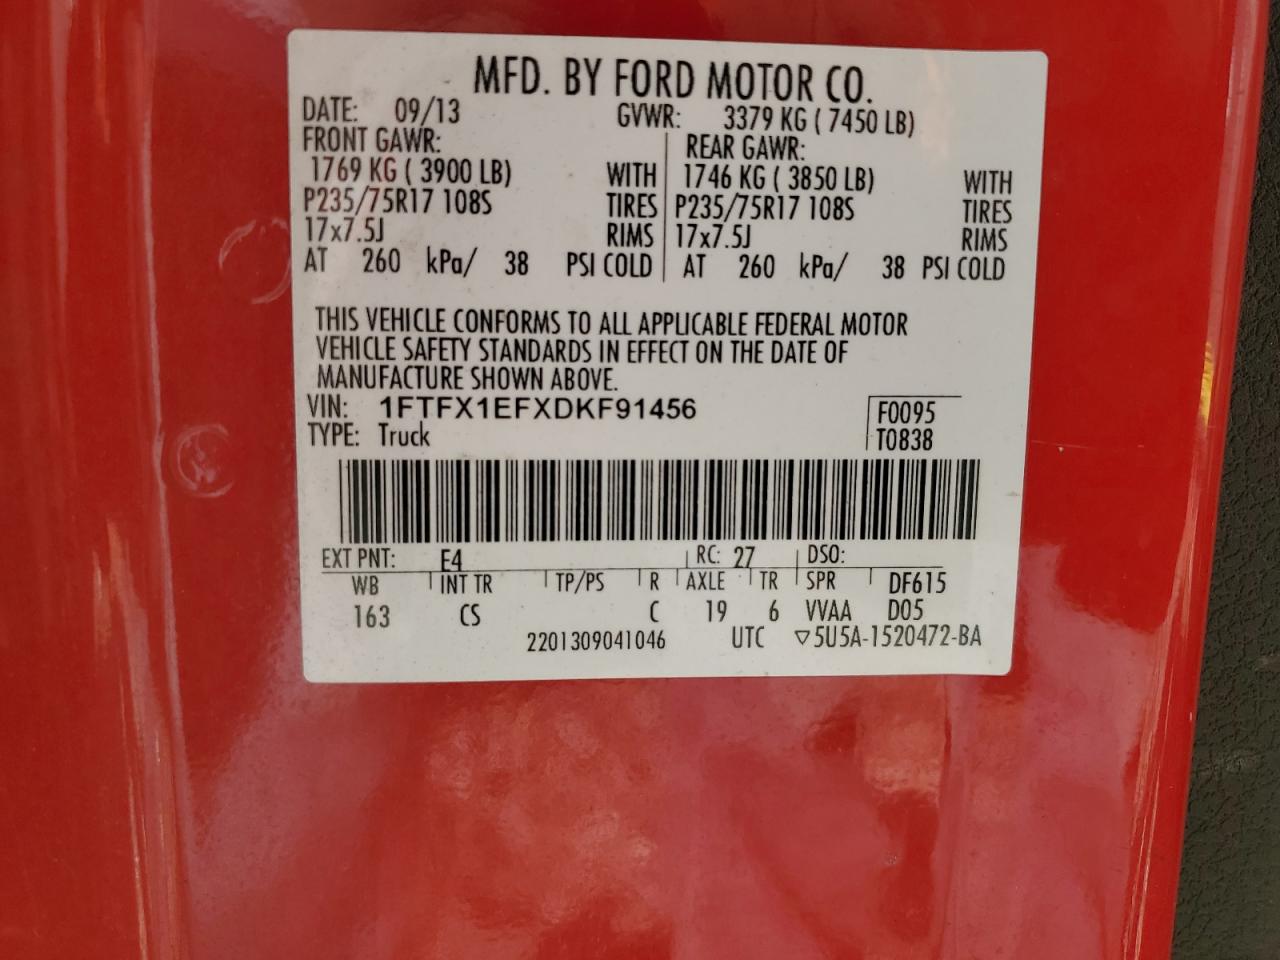 MFD. BY FORD MOTOR CO.
DATE: 09/13 GVWR: 3379 KG ( 7450 LB)
FRONT GAWR: REAR GAWR:
1769 KG ( 3900 LB) WITH 1746 KG ( 3850 LB) WITH
P235/75R17 108S TIRES P235/75R17 108S TIRES
17x7.5J RIMS 17x7.5J RIMS
AT 260 kPa/ 38 PSI COLD AT 260 kPa/ 38 PSI COLD
THIS VEHICLE CONFORMS TO ALL APPLICABLE FEDERAL MOTOR
VEHICLE SAFETY STANDARDS IN EFFECT ON THE DATE OF
MANUFACTURE SHOWN ABOVE.
VIN: 1FTFX1EFXDKF91456 F0095
TYPE: Truck T0838
EXT PNT: E4 RC: 27 DSO:
WB INT TR TP/PS R AXLE TR SPR DF615
163 CS C 19 6 VVAA D05
2201309041046 UTC ▽5U5A-1520472-BA